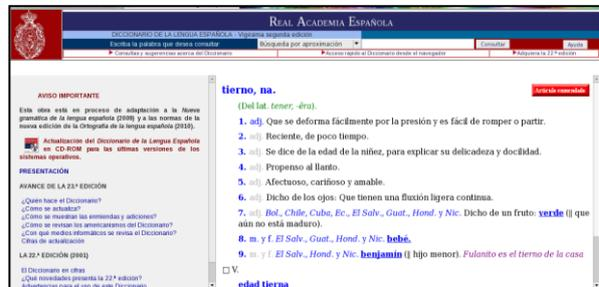 REAL ACADEMIA ESPAÑOLA
DICCIONARIO DE LA LENGUA ESPAÑOLA - Vigésima segunda edición
Escriba la palabra que desea consultar
Búsqueda por aproximación
Consultar
Ayuda
Consultas y sugerencias acerca del Diccionario
Acceso rápido al Diccionario desde el navegador
Adquiera la 22.ª edición
AVISO IMPORTANTE
Esta obra está en proceso de adaptación a la Nueva
gramática de la lengua española (2009) y a las normas de la
nueva edición de la Ortografía de la lengua española (2010).
Actualización del Diccionario de la Lengua Española
en CD-ROM para las últimas versiones de los
sistemas operativos.
PRESENTACIÓN
AVANCE DE LA 23.ª EDICIÓN
¿Quién hace el Diccionario?
¿Cómo se actualiza?
¿Cómo se muestran las enmiendas y adiciones?
¿Cómo se revisan los americanismos del Diccionario?
¿Con qué medios informáticos se revisa el Diccionario?
Cifras de actualización
LA 22.ª EDICIÓN (2001)
El Diccionario en cifras
¿Qué novedades presenta la 22.ª edición?
Advertencias para el uso de este Diccionario
tierno, na.
Artículo enmendado
(Del lat. tener, -ĕra).
1. adj. Que se deforma fácilmente por la presión y es fácil de romper o partir.
2. adj. Reciente, de poco tiempo.
3. adj. Se dice de la edad de la niñez, para explicar su delicadeza y docilidad.
4. adj. Propenso al llanto.
5. adj. Afectuoso, cariñoso y amable.
6. adj. Dicho de los ojos: Que tienen una fluxión ligera continua.
7. adj. Bol., Chile, Cuba, Ec., El Salv., Guat., Hond. y Nic. Dicho de un fruto: verde (‖ que
aún no está maduro).
8. m. y f. El Salv., Guat., Hond. y Nic. bebé.
9. m. y f. El Salv., Guat., Hond. y Nic. benjamín (‖ hijo menor). Fulanito es el tierno de la casa
□ V.
edad tierna